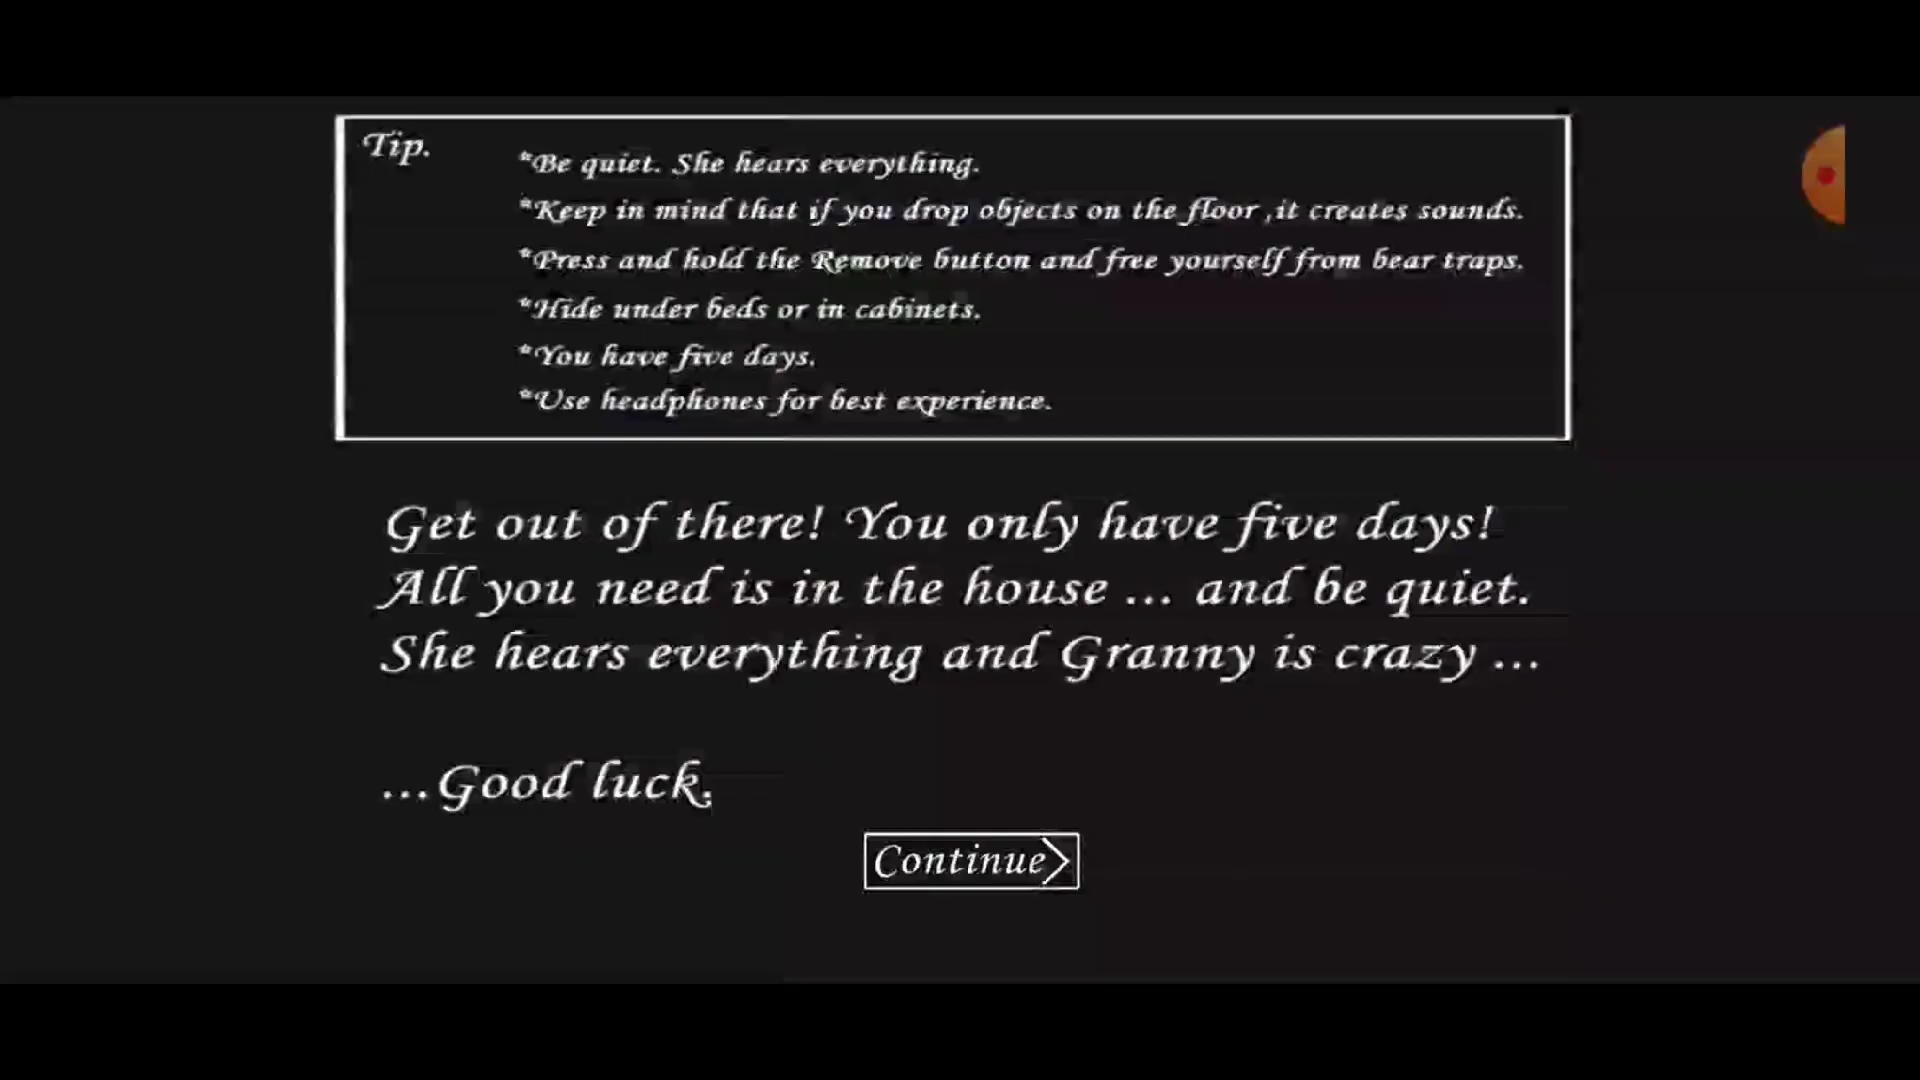 Tip.
*Be quiet. She hears everything.
*Keep in mind that if you drop objects on the floor ,it creates sounds.
*Press and hold the Remove button and free yourself from bear traps.
*Hide under beds or in cabinets.
*You have five days.
*Use headphones for best experience.
Get out of there! You only have five days!
All you need is in the house ... and be quiet.
She hears everything and Granny is crazy ...
...Good luck.
Continue>